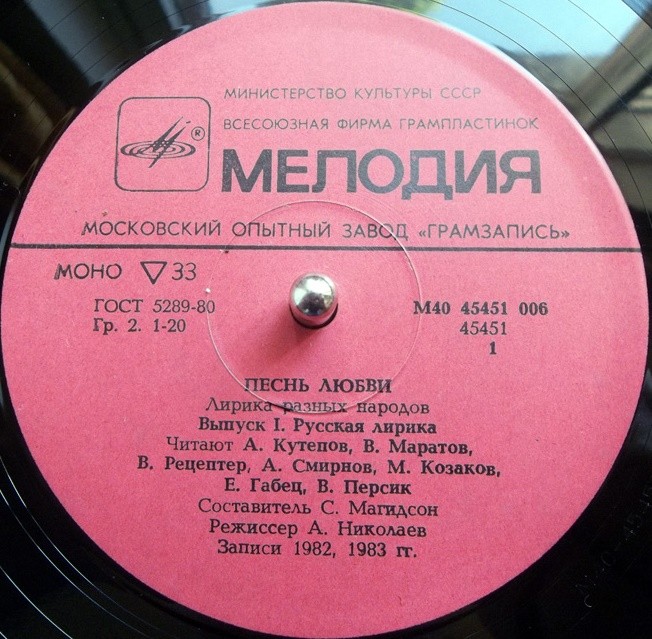 МИНИСТЕРСТВО КУЛЬТУРЫ СССР
ВСЕСОЮЗНАЯ ФИРМА ГРАМПЛАСТИНОК
®
МЕЛОДИЯ
МОСКОВСКИЙ ОПЫТНЫЙ ЗАВОД «ГРАМЗАПИСЬ»
МОНО ▽ 33
ГОСТ 5289-80
Гр. 2. 1-20
М40 45451 006
45451
1
ПЕСНЬ ЛЮБВИ
Лирика разных народов
Выпуск I. Русская лирика
Читают А. Кутепов, В. Маратов,
В. Рецептер, А. Смирнов, М. Козаков,
Е. Габец, В. Персик
Составитель С. Магидсон
Режиссер А. Николаев
Записи 1982, 1983 гг.